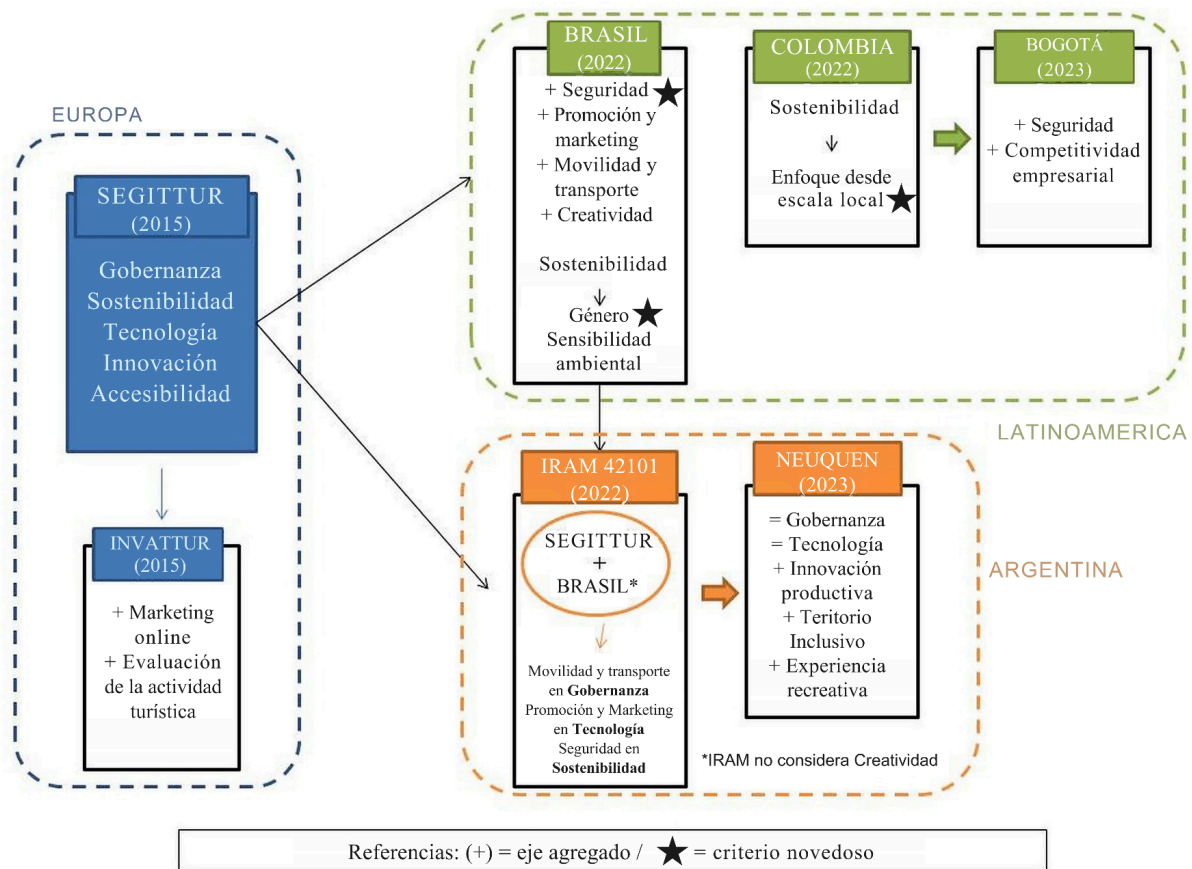 EUROPA
SEGITTUR
(2015)
Gobernanza
Sostenibilidad
Tecnología
Innovación
Accesibilidad
INVATTUR
(2015)
+ Marketing
online
+ Evaluación
de la actividad
turística
BRASIL
(2022)
+ Seguridad
+ Promoción y
marketing
+ Movilidad y
transporte
+ Creatividad
Sostenibilidad
Género
Sensibilidad
ambiental
COLOMBIA
(2022)
Sostenibilidad
Enfoque desde
escala local
BOGOTÁ
(2023)
+ Seguridad
+ Competitividad
empresarial
LATINOAMERICA
IRAM 42101
(2022)
SEGITTUR
+
BRASIL*
Movilidad y transporte
en Gobernanza
Promoción y Marketing
en Tecnología
Seguridad en
Sostenibilidad
NEUQUEN
(2023)
= Gobernanza
= Tecnología
+ Innovación
productiva
+ Teritorio
Inclusivo
+ Experiencia
recreativa
ARGENTINA
*IRAM no considera Creatividad
Referencias: (+) = eje agregado / ★ = criterio novedoso